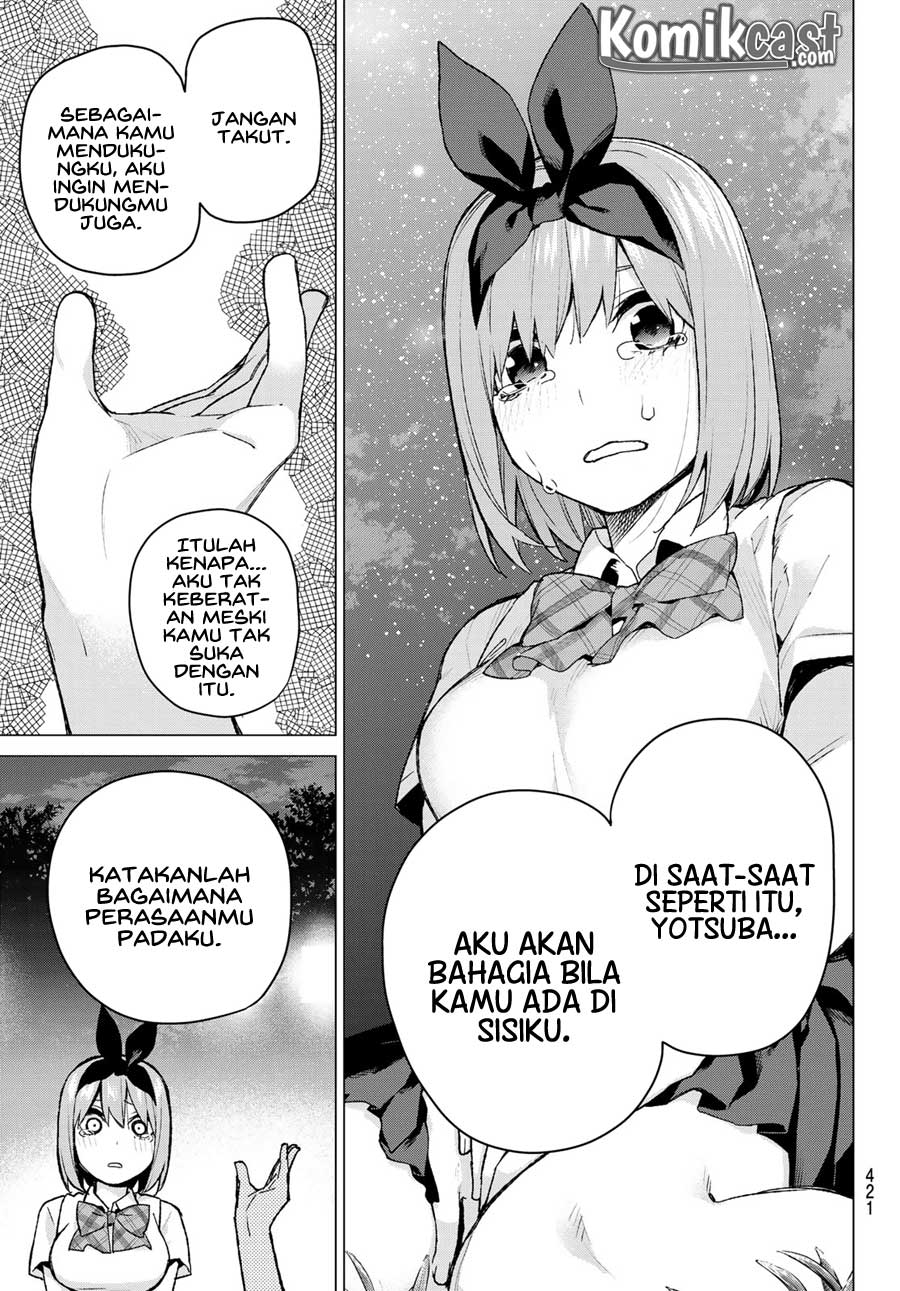 Komikcast
.com
DI SAAT-SAAT
SEPERTI ITU,
YOTSUBA...
AKU AKAN
BAHAGIA BILA
KAMU ADA DI
SISIKU.
JANGAN
TAKUT.
SEBAGAI-
MANA KAMU
MENDUKU-
NGKU, AKU
INGIN MEN-
DUKUNGMU
JUGA.
ITULAH
KENAPA...
AKU TAK
KEBERAT-
AN MESKI
KAMU TAK
SUKA
DENGAN
ITU.
KATAKANLAH
BAGAIMANA
PERASAANMU
PADAKU.
421